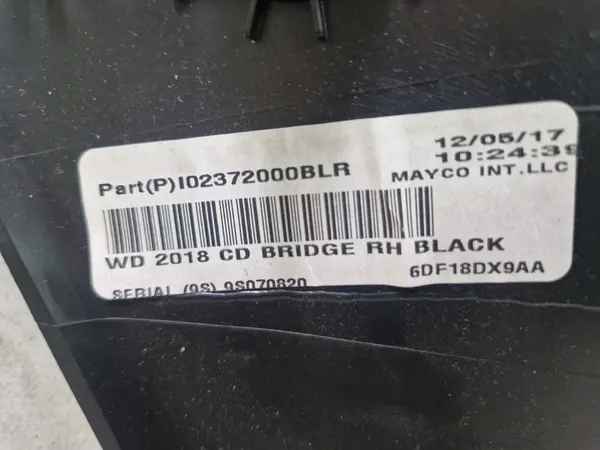 12/05/17
Part(P)I02372000BLR 10:24:39
MAYCO INT.LLC
WD 2018 CD BRIDGE RH BLACK
6DF18DX9AA
SERIAL (9S) 9S070820